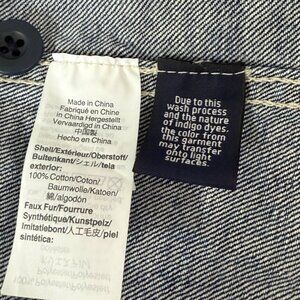 Made in China
Fabriqué en Chine
In China Hergestellt
Vervaardigd in China
中国製
Hecho en China
Shell/Extérieur/Oberstoff/
Buitenkant/シェル/tela
exterior:
100% Cotton/Coton/
Baumwolle/Katoen/
綿/algodón
Faux Fur/Fourrure
Synthétique/Kunstpelz/
Imitatiebont/人工毛皮/piel
sintética:
Due to this
wash process
and the nature
of indigo dyes,
the color from
this garment
may transfer
onto light
surfaces.